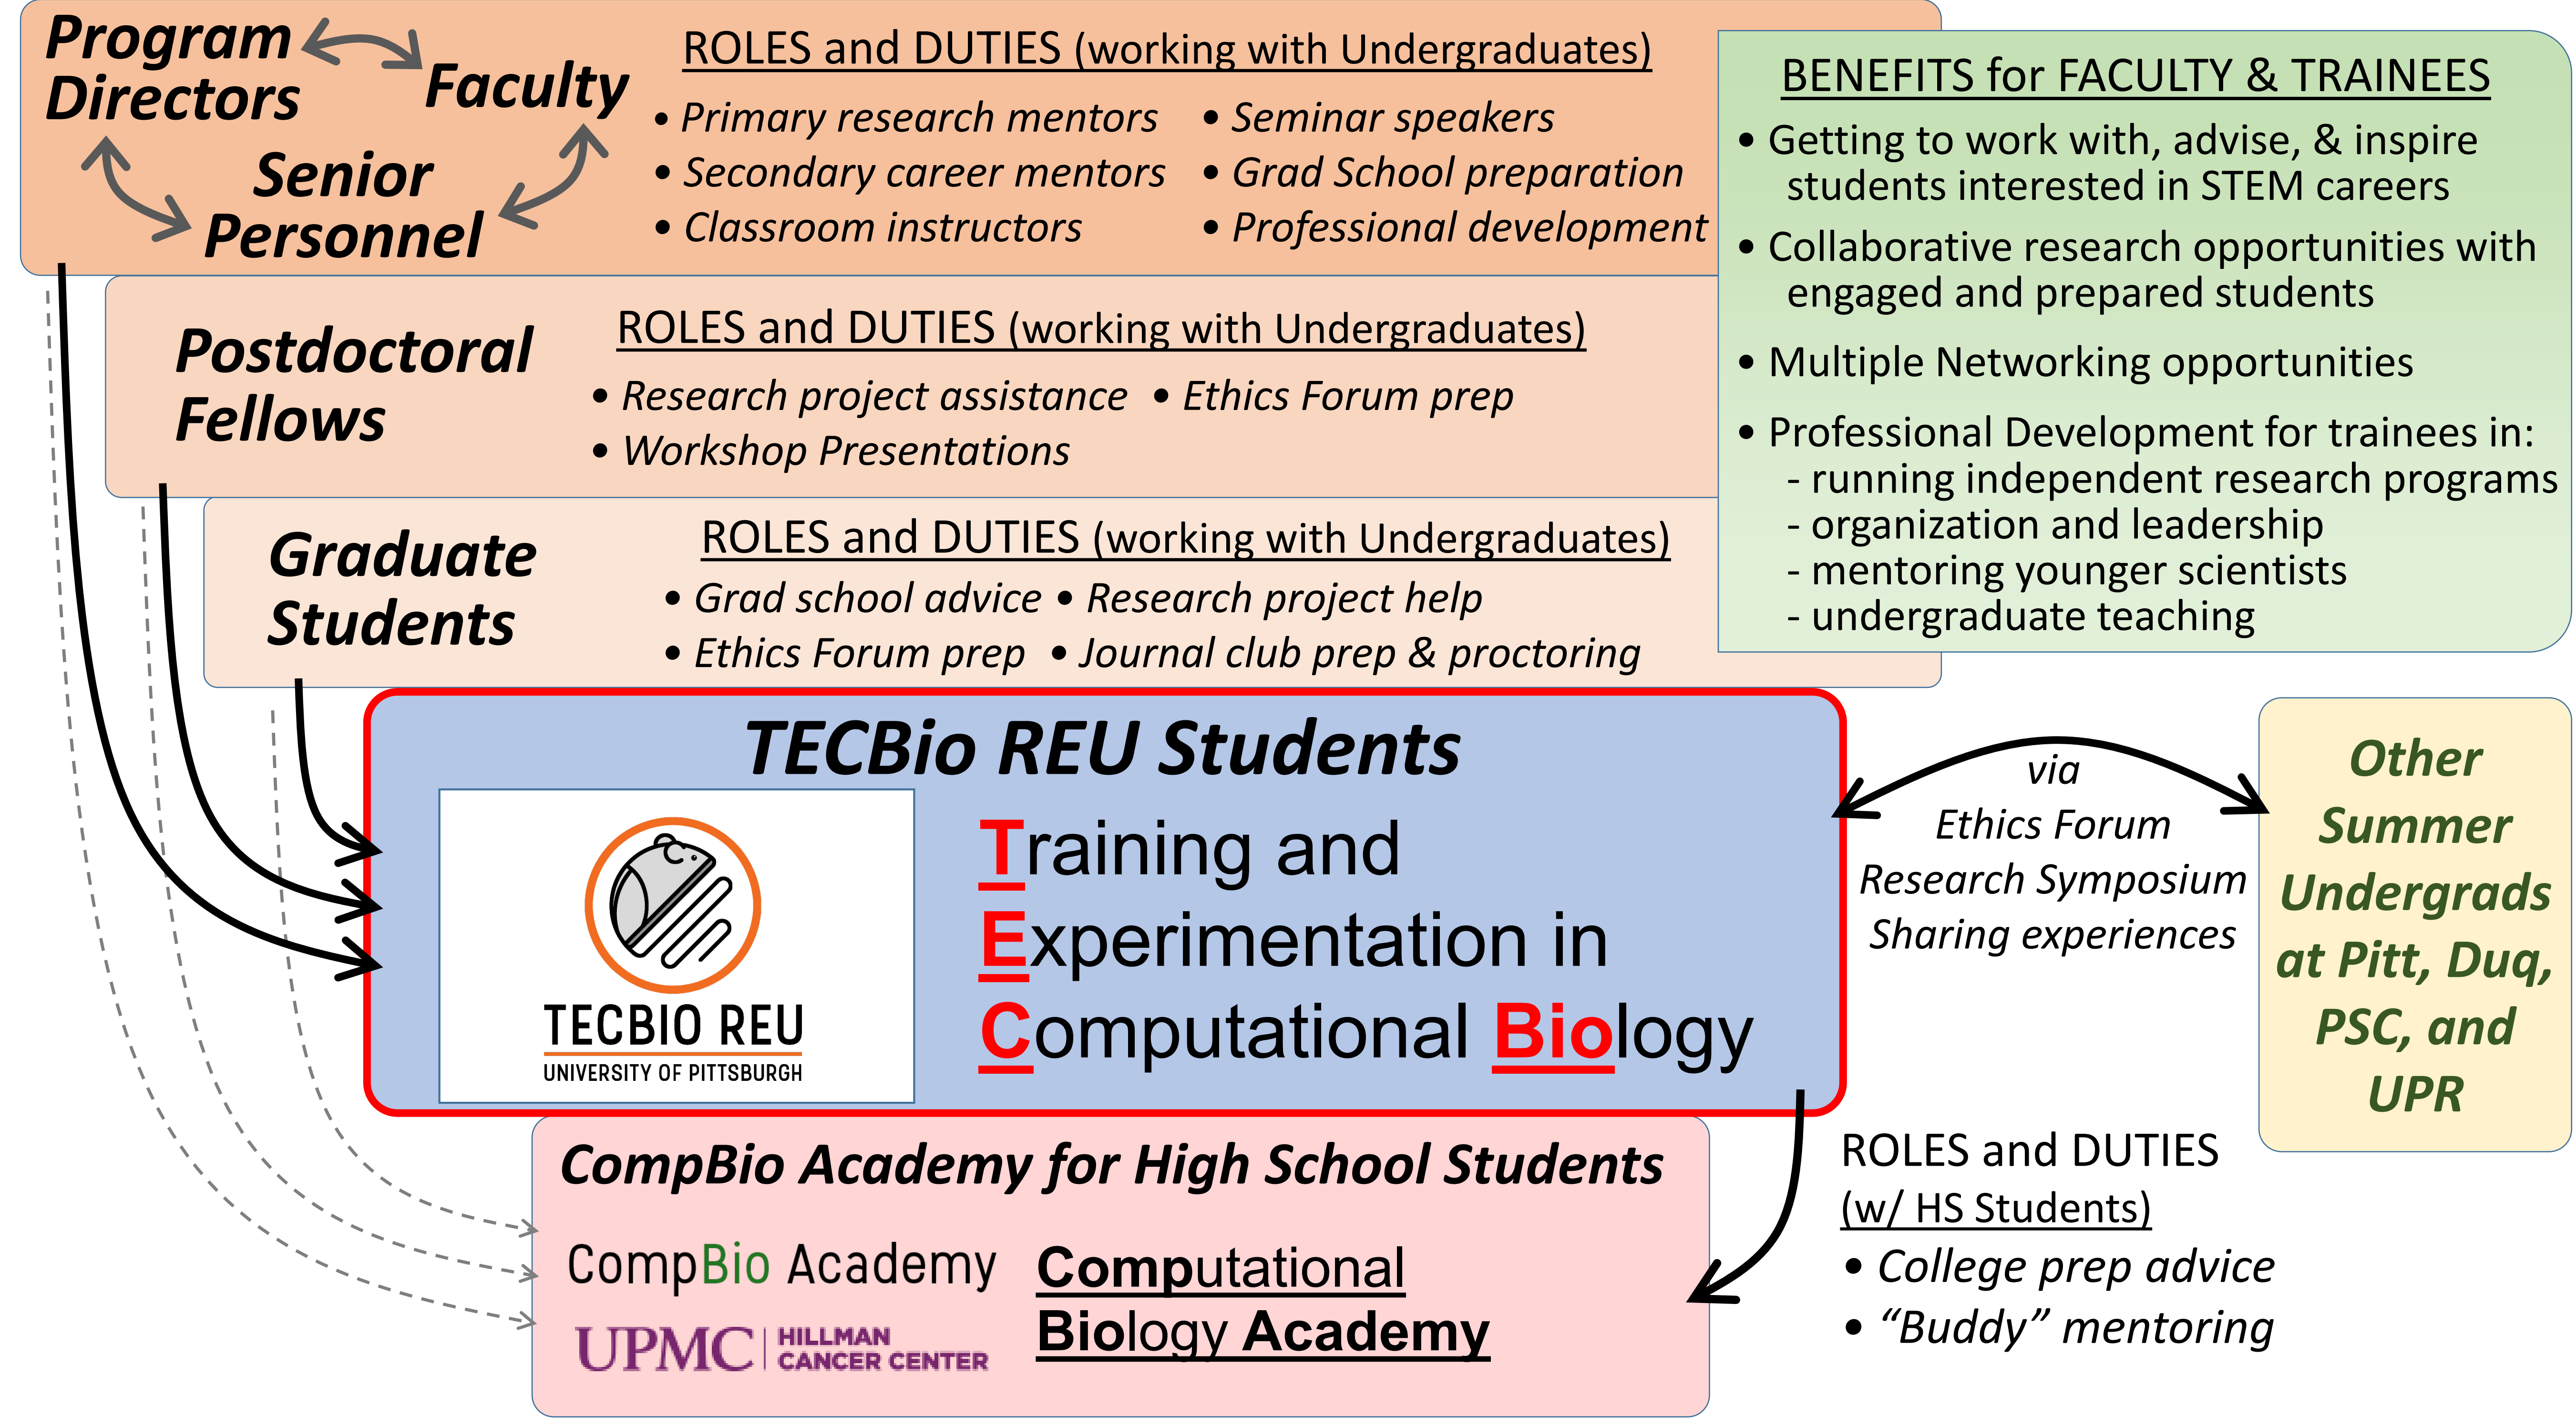 Program
Directors
Faculty
Senior
Personnel
ROLES and DUTIES (working with Undergraduates)
• Primary research mentors • Seminar speakers
• Secondary career mentors • Grad School preparation
• Classroom instructors • Professional development
BENEFITS for FACULTY & TRAINEES
• Getting to work with, advise, & inspire
students interested in STEM careers
• Collaborative research opportunities with
engaged and prepared students
• Multiple Networking opportunities
• Professional Development for trainees in:
- running independent research programs
- organization and leadership
- mentoring younger scientists
- undergraduate teaching
Postdoctoral
Fellows
ROLES and DUTIES (working with Undergraduates)
• Research project assistance • Ethics Forum prep
• Workshop Presentations
Graduate
Students
ROLES and DUTIES (working with Undergraduates)
• Grad school advice • Research project help
• Ethics Forum prep • Journal club prep & proctoring
TECBio REU Students
TECBIO REU
UNIVERSITY OF PITTSBURGH
Training and
Experimentation in
Computational Biology
via
Ethics Forum
Research Symposium
Sharing experiences
Other
Summer
Undergrads
at Pitt, Duq,
PSC, and
UPR
CompBio Academy for High School Students
CompBio Academy
UPMC
HILLMAN
CANCER CENTER
Computational
Biology Academy
ROLES and DUTIES
(w/ HS Students)
• College prep advice
• “Buddy” mentoring